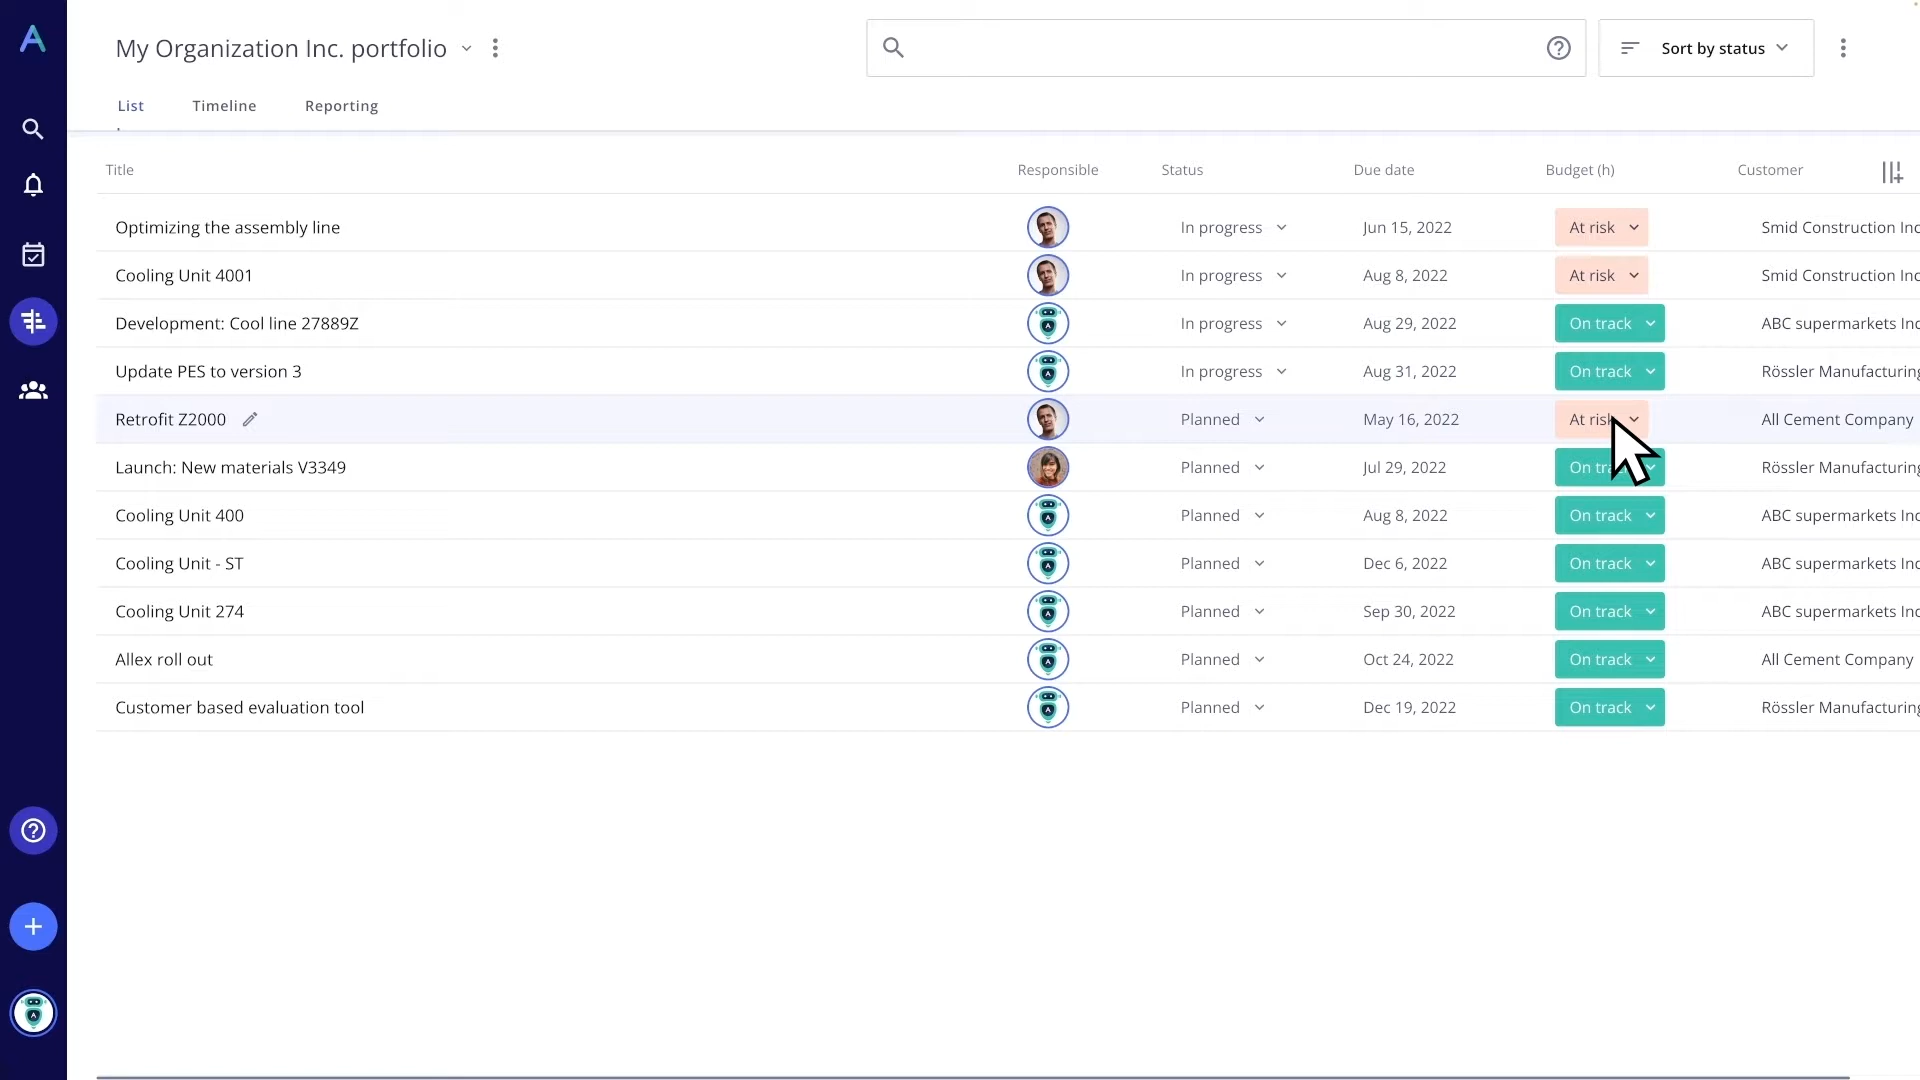 My Organization Inc. portfolio
Sort by status
List Timeline Reporting
Title Responsible Status Due date Budget (h) Customer
Optimizing the assembly line In progress Jun 15, 2022 At risk Smid Construction Inc
Cooling Unit 4001 In progress Aug 8, 2022 At risk Smid Construction Inc
Development: Cool line 27889Z In progress Aug 29, 2022 On track ABC supermarkets Inc
Update PES to version 3 In progress Aug 31, 2022 On track Rössler Manufacturing
Retrofit Z2000 Planned May 16, 2022 At risk All Cement Company
Launch: New materials V3349 Planned Jul 29, 2022 On Rössler Manufacturing
Cooling Unit 400 Planned Aug 8, 2022 On track ABC supermarkets Inc
Cooling Unit - ST Planned Dec 6, 2022 On track ABC supermarkets Inc
Cooling Unit 274 Planned Sep 30, 2022 On track ABC supermarkets Inc
Allex roll out Planned Oct 24, 2022 On track All Cement Company
Customer based evaluation tool Planned Dec 19, 2022 On track Rössler Manufacturing